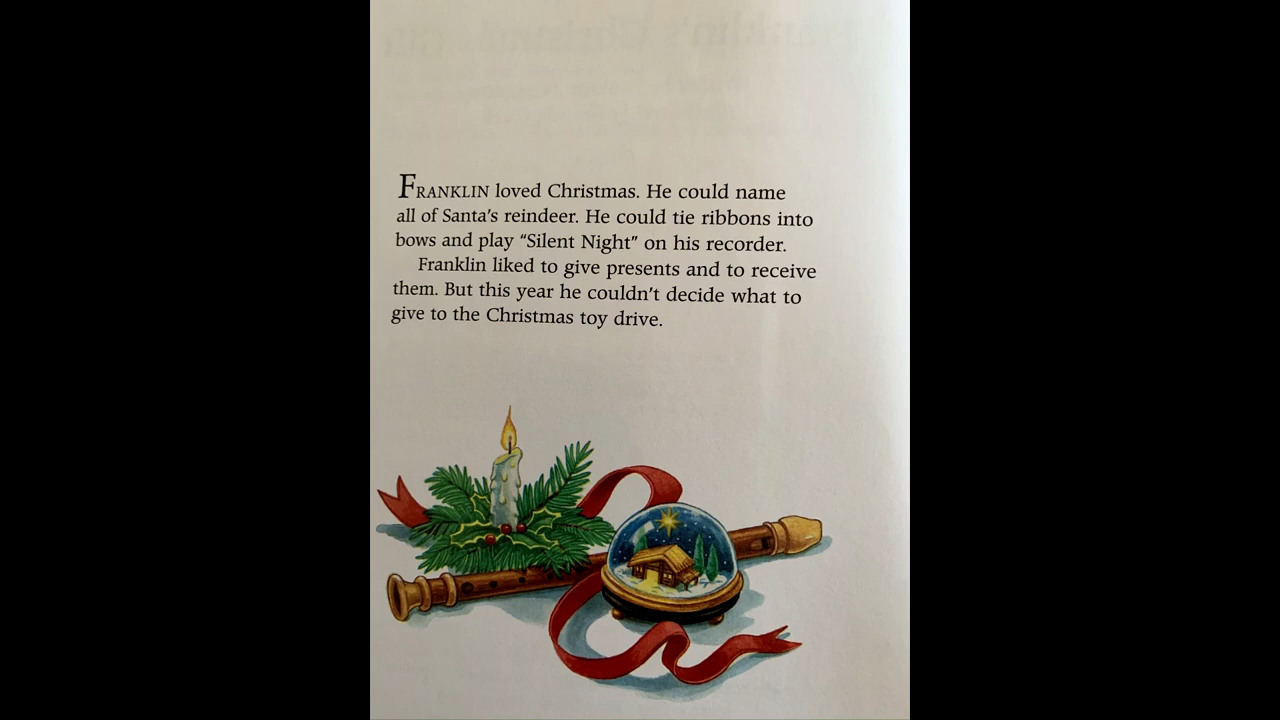 FRANKLIN loved Christmas. He could name
all of Santa's reindeer. He could tie ribbons into
bows and play “Silent Night” on his recorder.
Franklin liked to give presents and to receive
them. But this year he couldn't decide what to
give to the Christmas toy drive.